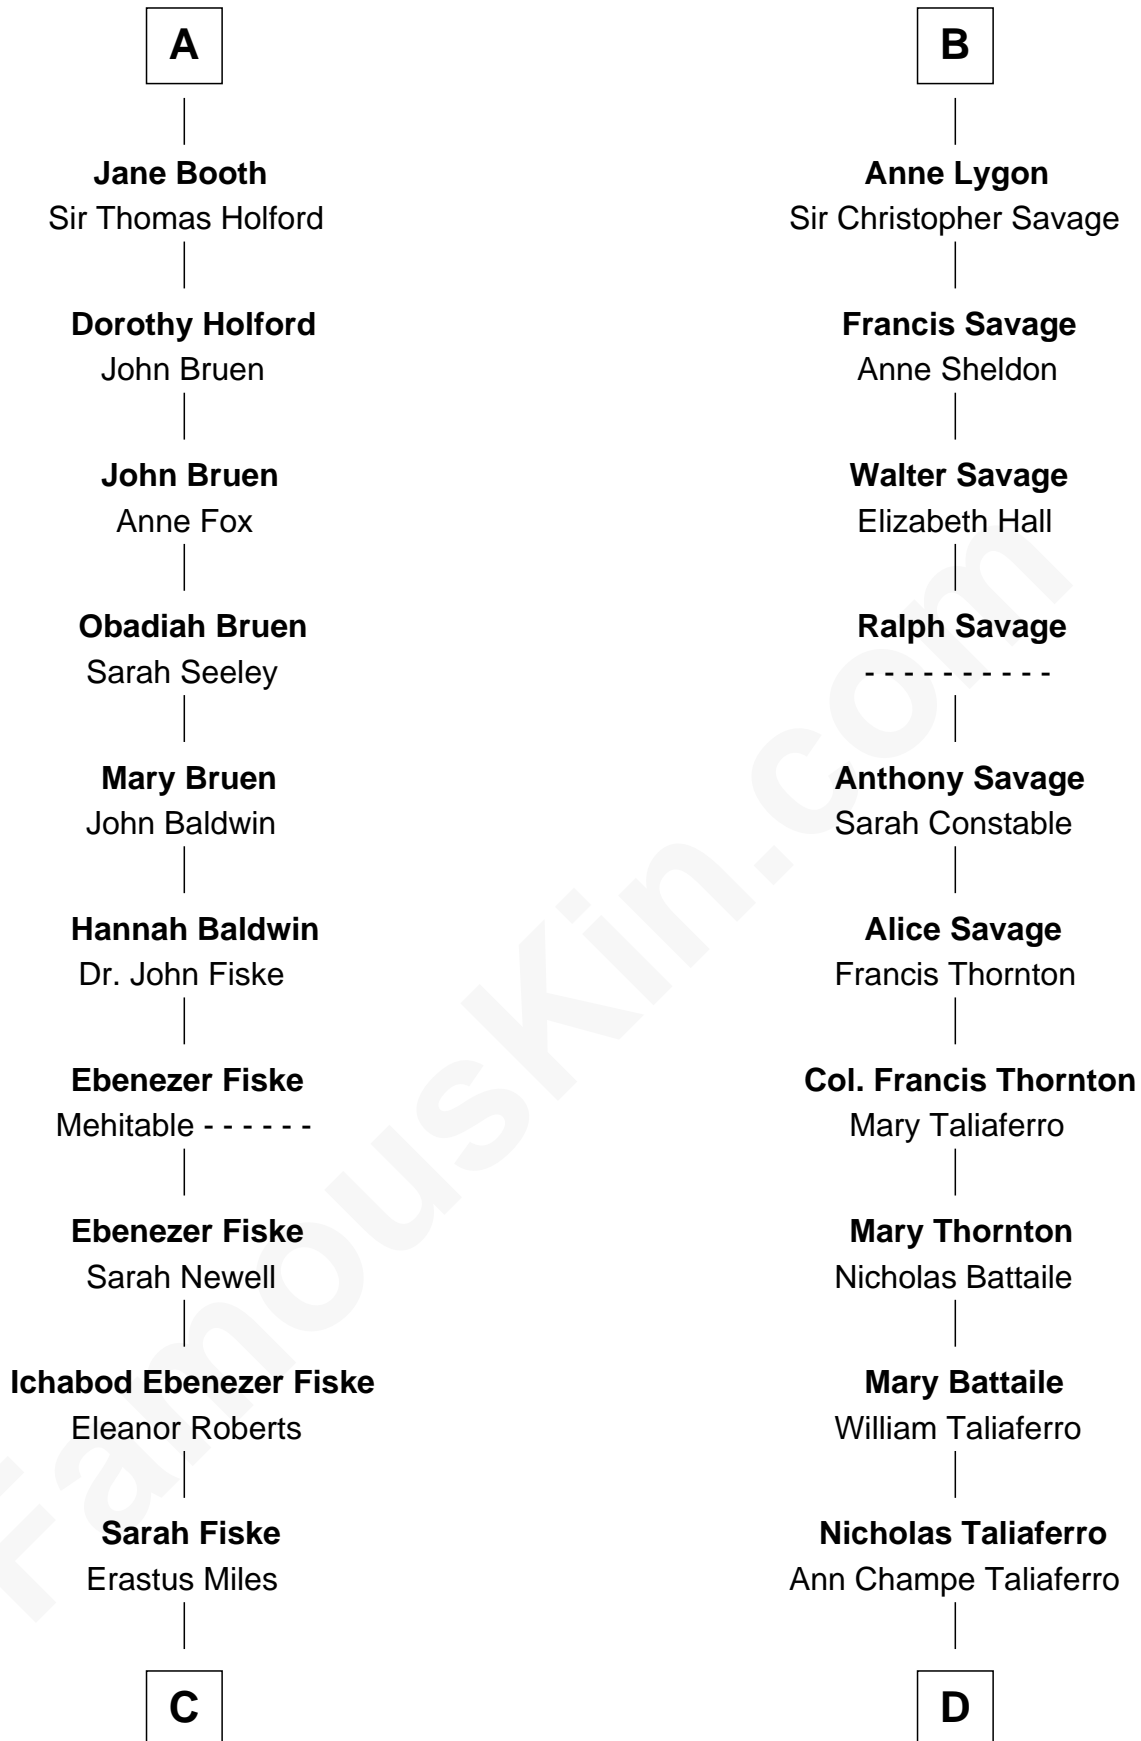 A
Jane Booth
Sir Thomas Holford
Dorothy Holford
John Bruen
John Bruen
Anne Fox
Obadiah Bruen
Sarah Seeley
Mary Bruen
John Baldwin
Hannah Baldwin
Dr. John Fiske
Ebenezer Fiske
Mehitable - - - - - -
Ebenezer Fiske
Sarah Newell
Ichabod Ebenezer Fiske
Eleanor Roberts
Sarah Fiske
Erastus Miles
C
B
Anne Lygon
Sir Christopher Savage
Francis Savage
Anne Sheldon
Walter Savage
Elizabeth Hall
Ralph Savage
- - - - - - - - - -
Anthony Savage
Sarah Constable
Alice Savage
Francis Thornton
Col. Francis Thornton
Mary Taliaferro
Mary Thornton
Nicholas Battaile
Mary Battaile
William Taliaferro
Nicholas Taliaferro
Ann Champe Taliaferro
D
FamousKin.com